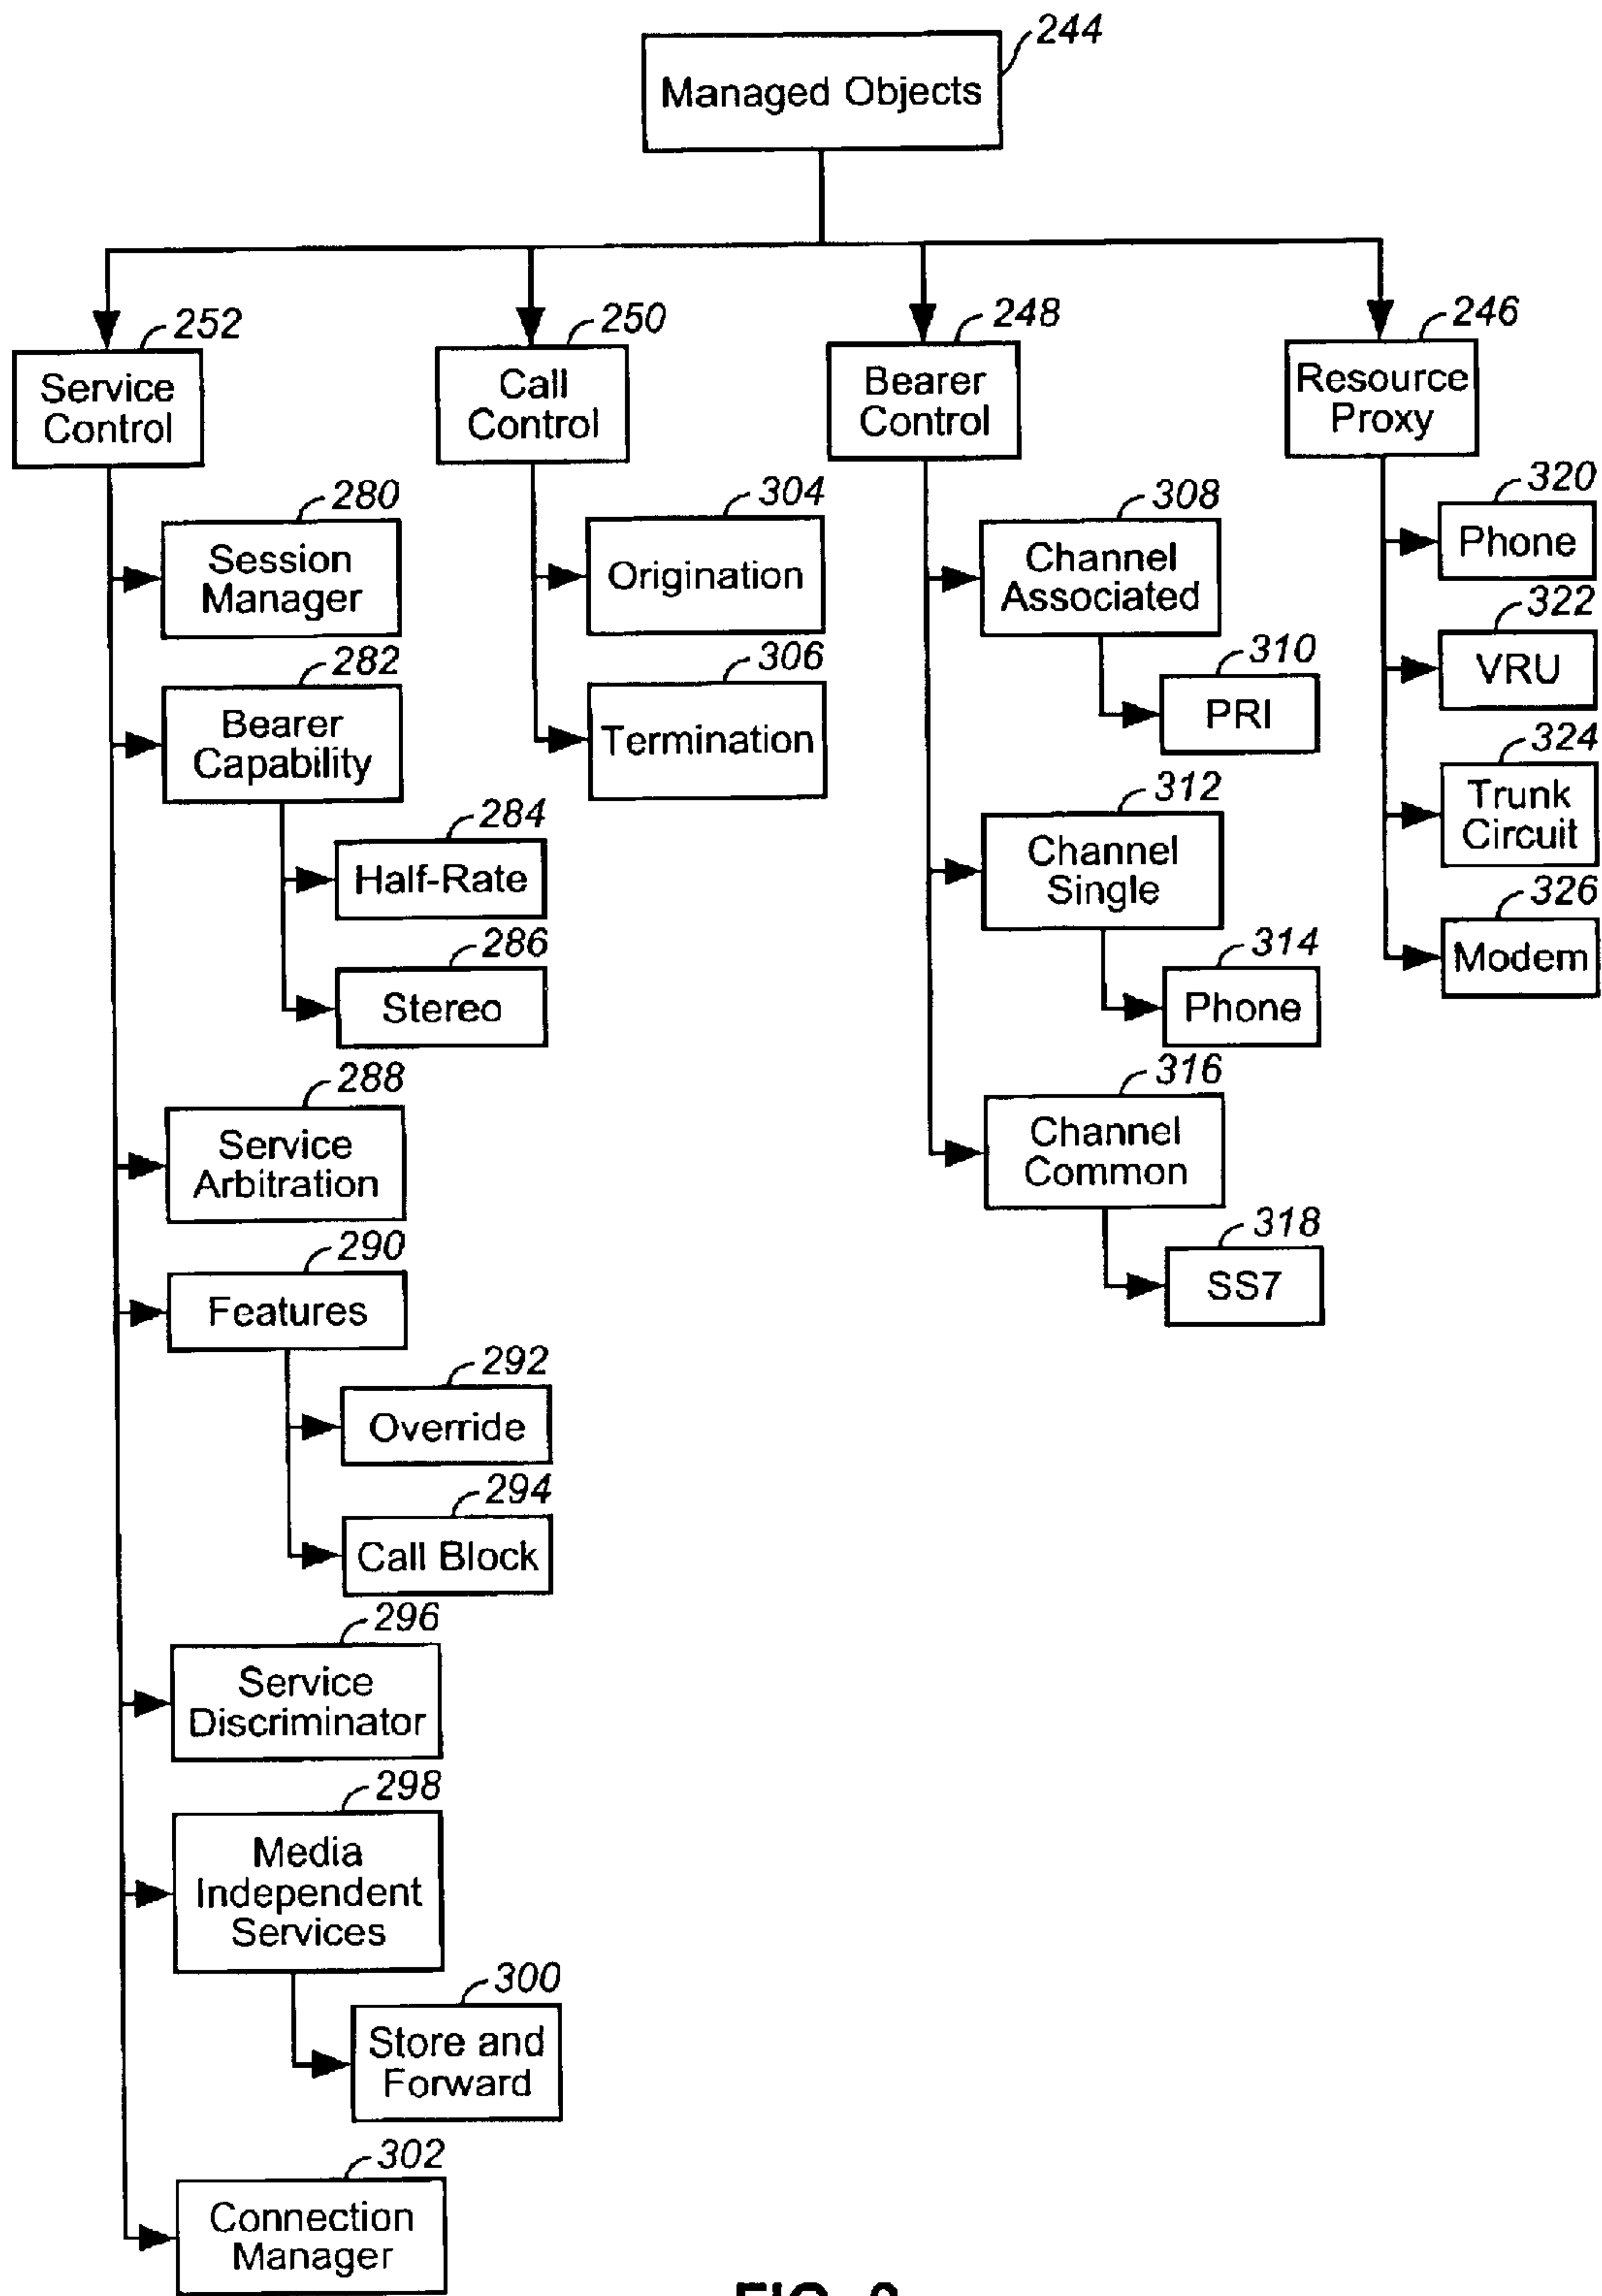 244
Managed Objects
252
250
248
246
Service
Control
Call
Control
Bearer
Control
Resource
Proxy
280
Session
Manager
282
Bearer
Capability
284
Half-Rate
286
Stereo
288
Service
Arbitration
290
Features
292
Override
294
Call Block
296
Service
Discriminator
298
Media
Independent
Services
300
Store and
Forward
302
Connection
Manager
304
Origination
306
Termination
308
Channel
Associated
310
PRI
312
Channel
Single
314
Phone
316
Channel
Common
318
SS7
320
Phone
322
VRU
324
Trunk
Circuit
326
Modem
FIG.